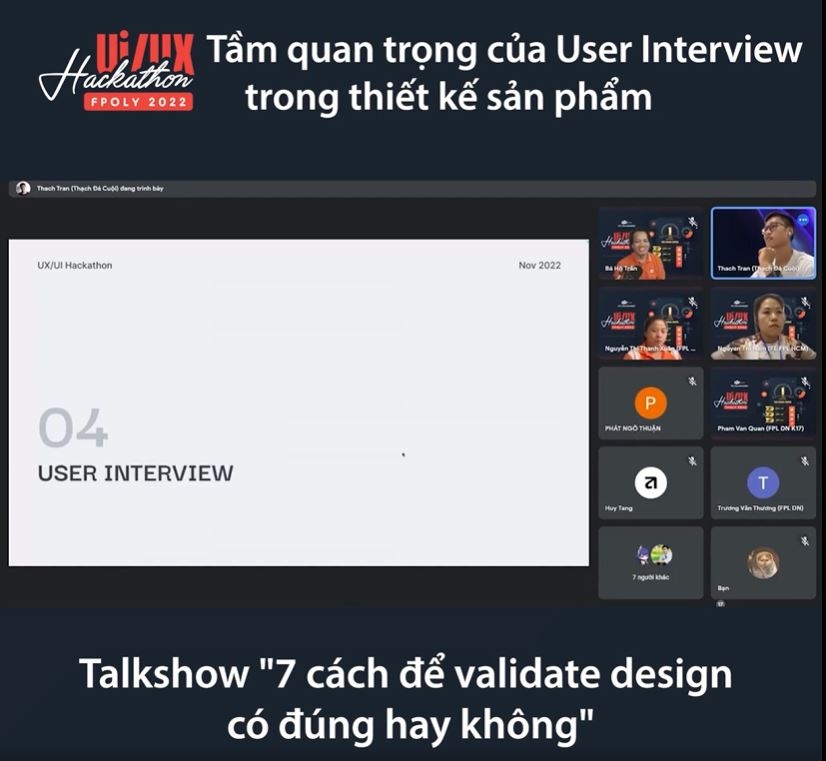 Ui/UX
Hackathon
FPOLY 2022
Tầm quan trọng của User Interview
trong thiết kế sản phẩm
Thach Tran (Thạch Đá Cuội) đang trình bày
UX/UI Hackathon
Nov 2022
04
USER INTERVIEW
Bá Hộ Trần
Thach Tran (Thạch Đá Cuội)
Nguyễn Thị Thanh Xuân (FPL ...
(FE FPL HCM)
P
PHÁT NGÔ THUẬN
Pham Van Quan (FPL DN K17)
Huy Tang
T
Trương Văn Thương (FPL DN)
7 người khác
Bạn
Talkshow "7 cách để validate design
có đúng hay không"